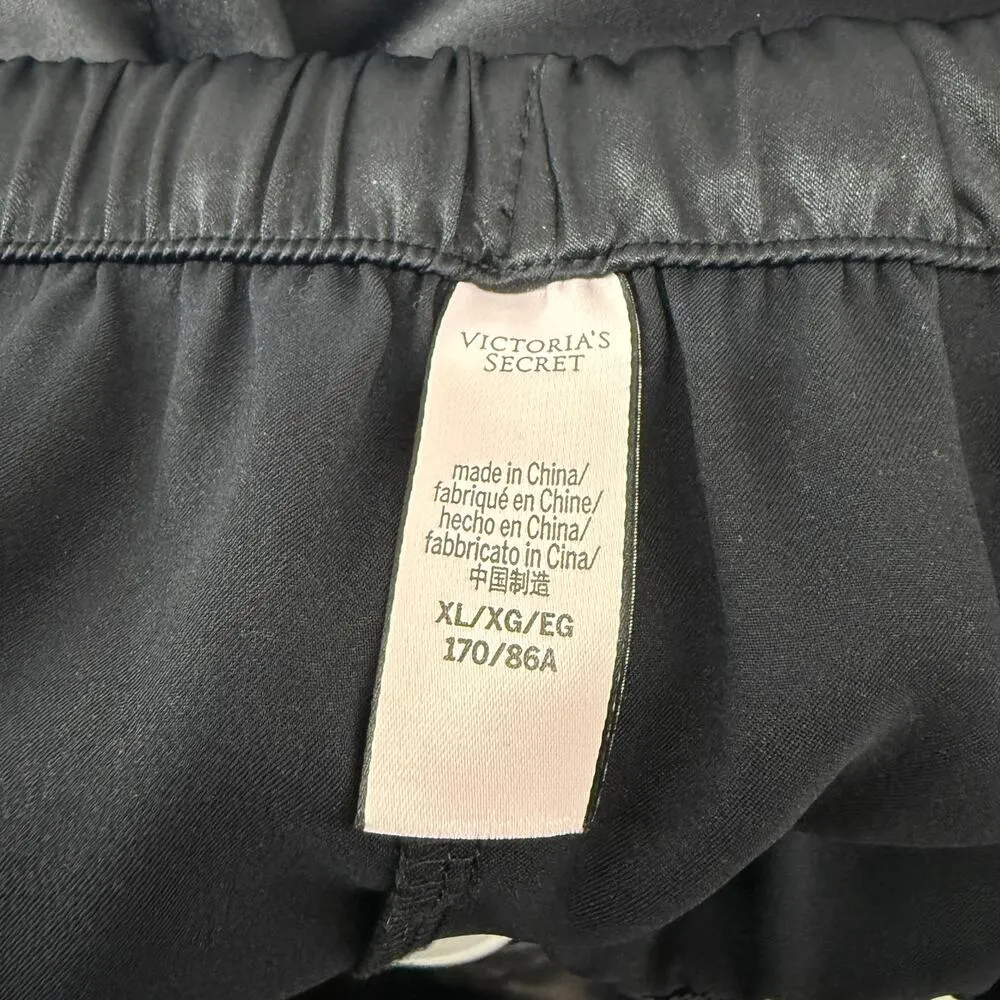 VICTORIA'S
SECRET
made in China/
fabriqué en Chine/
hecho en China/
fabbricato in Cina/
中国制造
XL/XG/EG
170/86A